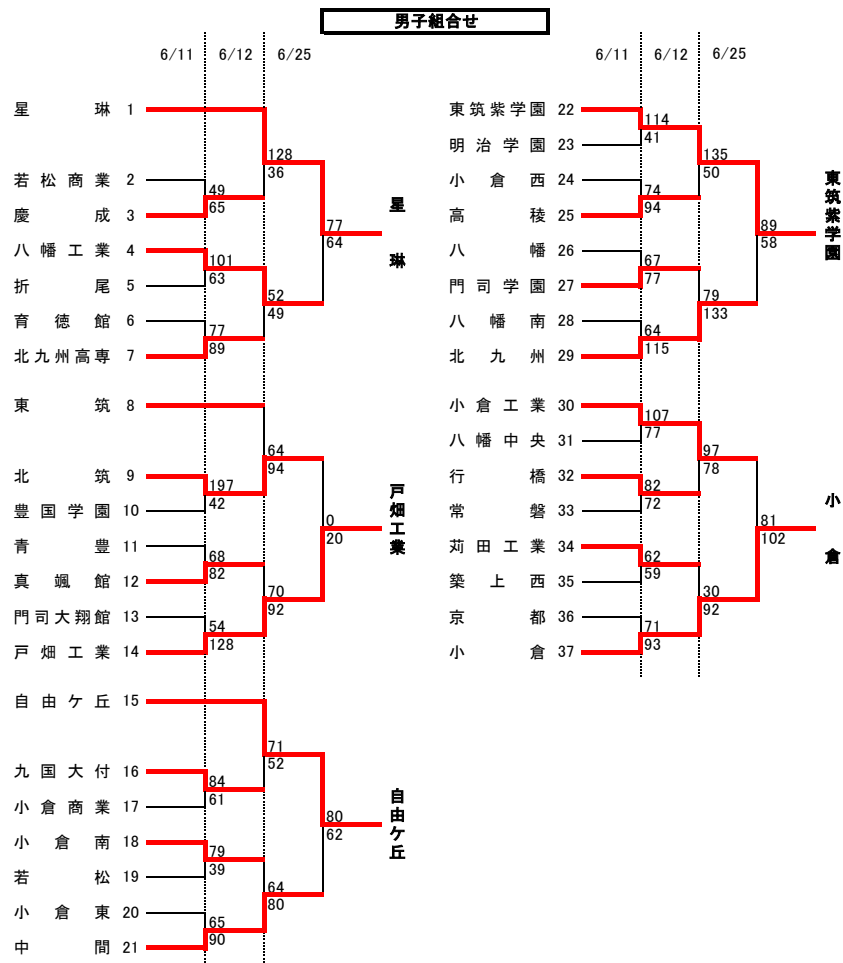 男子組合せ
6/11 6/12 6/25
星琳 1
若松商業 2
慶成 3
八幡工業 4
折尾 5
育徳館 6
北九州高専 7
49
65
101
63
77
89
128
36
52
49
77
64
星琳
東筑 8
北筑 9
豊国学園 10
青豊 11
真颯館 12
門司大翔館 13
戸畑工業 14
197
42
68
82
54
128
64
94
70
92
0
20
戸畑工業
自由ケ丘 15
九国大付 16
小倉商業 17
小倉南 18
若松 19
小倉東 20
中間 21
84
61
79
39
65
90
71
52
64
80
80
62
自由ケ丘
6/11 6/12 6/25
東筑紫学園 22
明治学園 23
小倉西 24
高稜 25
八幡 26
門司学園 27
八幡南 28
北九州 29
114
41
74
94
67
77
64
115
135
50
79
133
89
58
東筑紫学園
小倉工業 30
八幡中央 31
行橋 32
常磐 33
苅田工業 34
築上西 35
京都 36
小倉 37
107
77
82
72
62
59
71
93
97
78
30
92
81
102
小倉